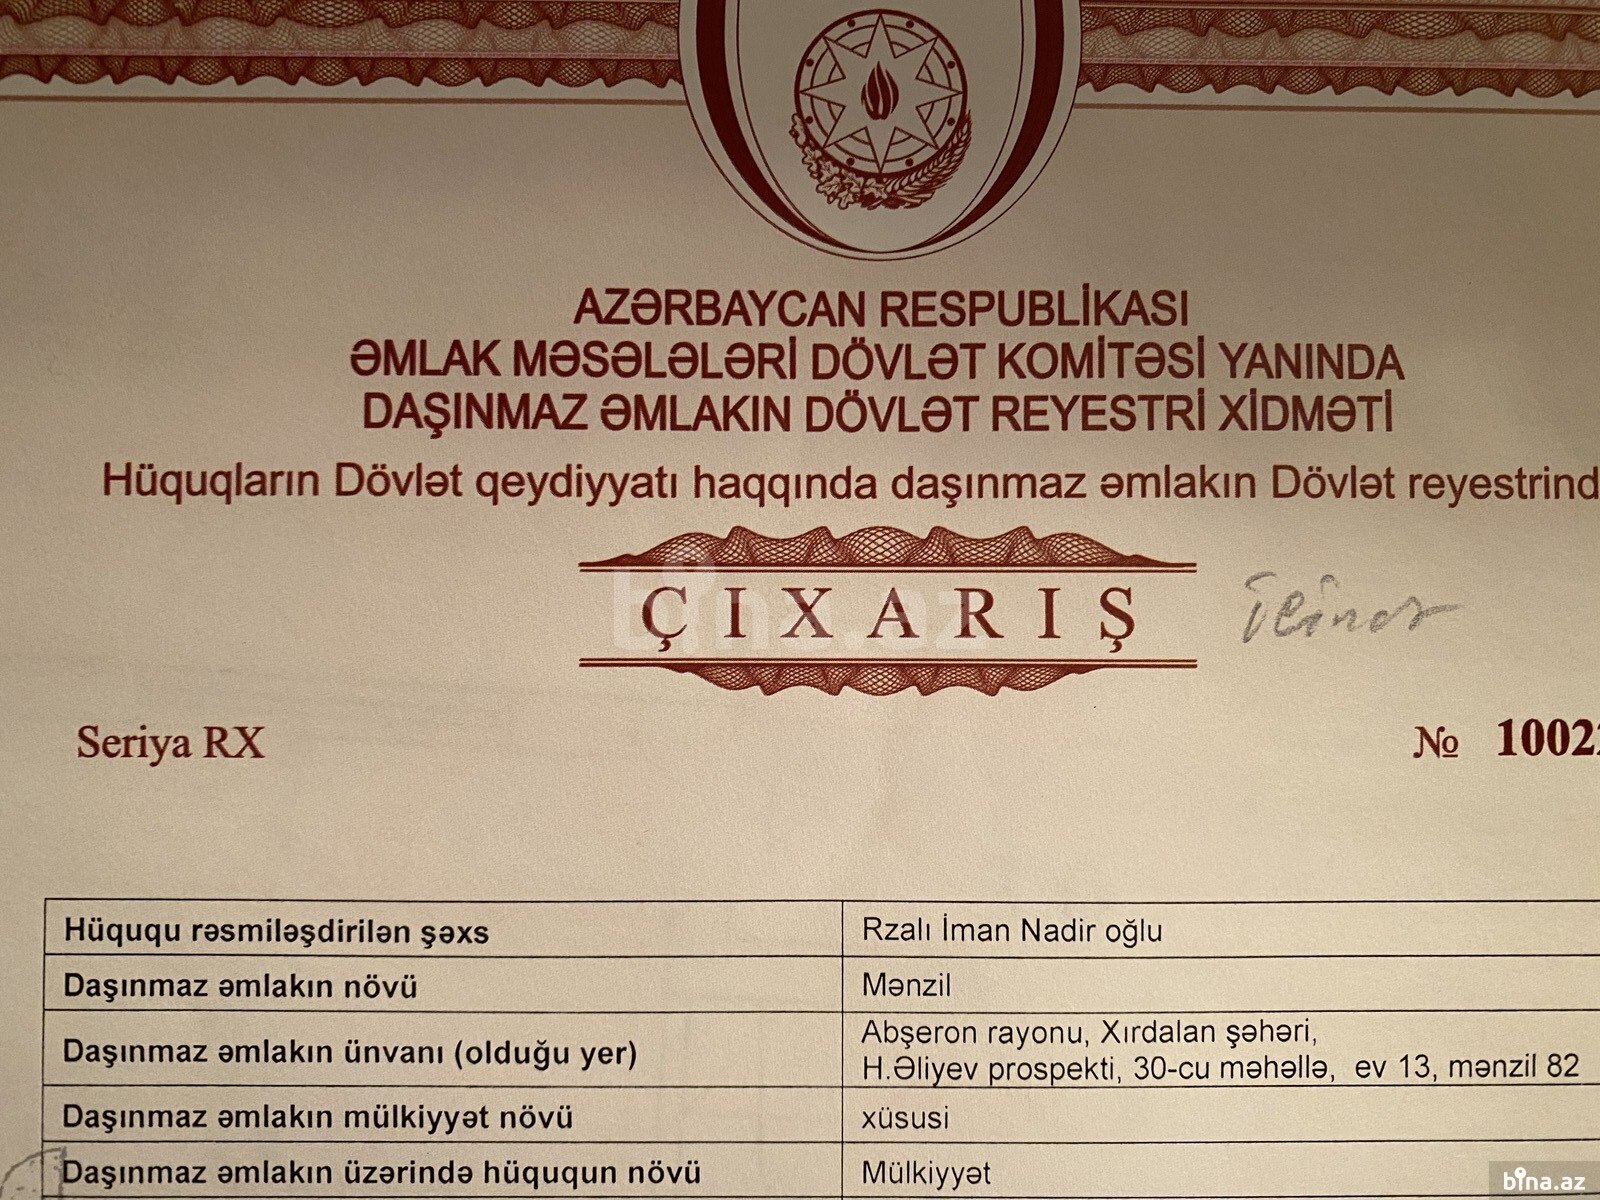 AZƏRBAYCAN RESPUBLİKASI
ƏMLAK MƏSƏLƏLƏRİ DÖVLƏT KOMİTƏSİ YANINDA
DAŞINMAZ ƏMLAKIN DÖVLƏT REYESTRİ XİDMƏTİ
Hüquqların Dövlət qeydiyyatı haqqında daşınmaz əmlakın Dövlət reyestrind
ÇIXARIŞ
bina.az
Seriya RX
№ 1002
Hüququ rəsmiləşdirilən şəxs Rzalı İman Nadir oğlu
Daşınmaz əmlakın növü Mənzil
Daşınmaz əmlakın ünvanı (olduğu yer) Abşeron rayonu, Xırdalan şəhəri,
H.Əliyev prospekti, 30-cu məhəllə, ev 13, mənzil 82
Daşınmaz əmlakın mülkiyyət növü xüsusi
Daşınmaz əmlakın üzərində hüququn növü Mülkiyyət
bina.az